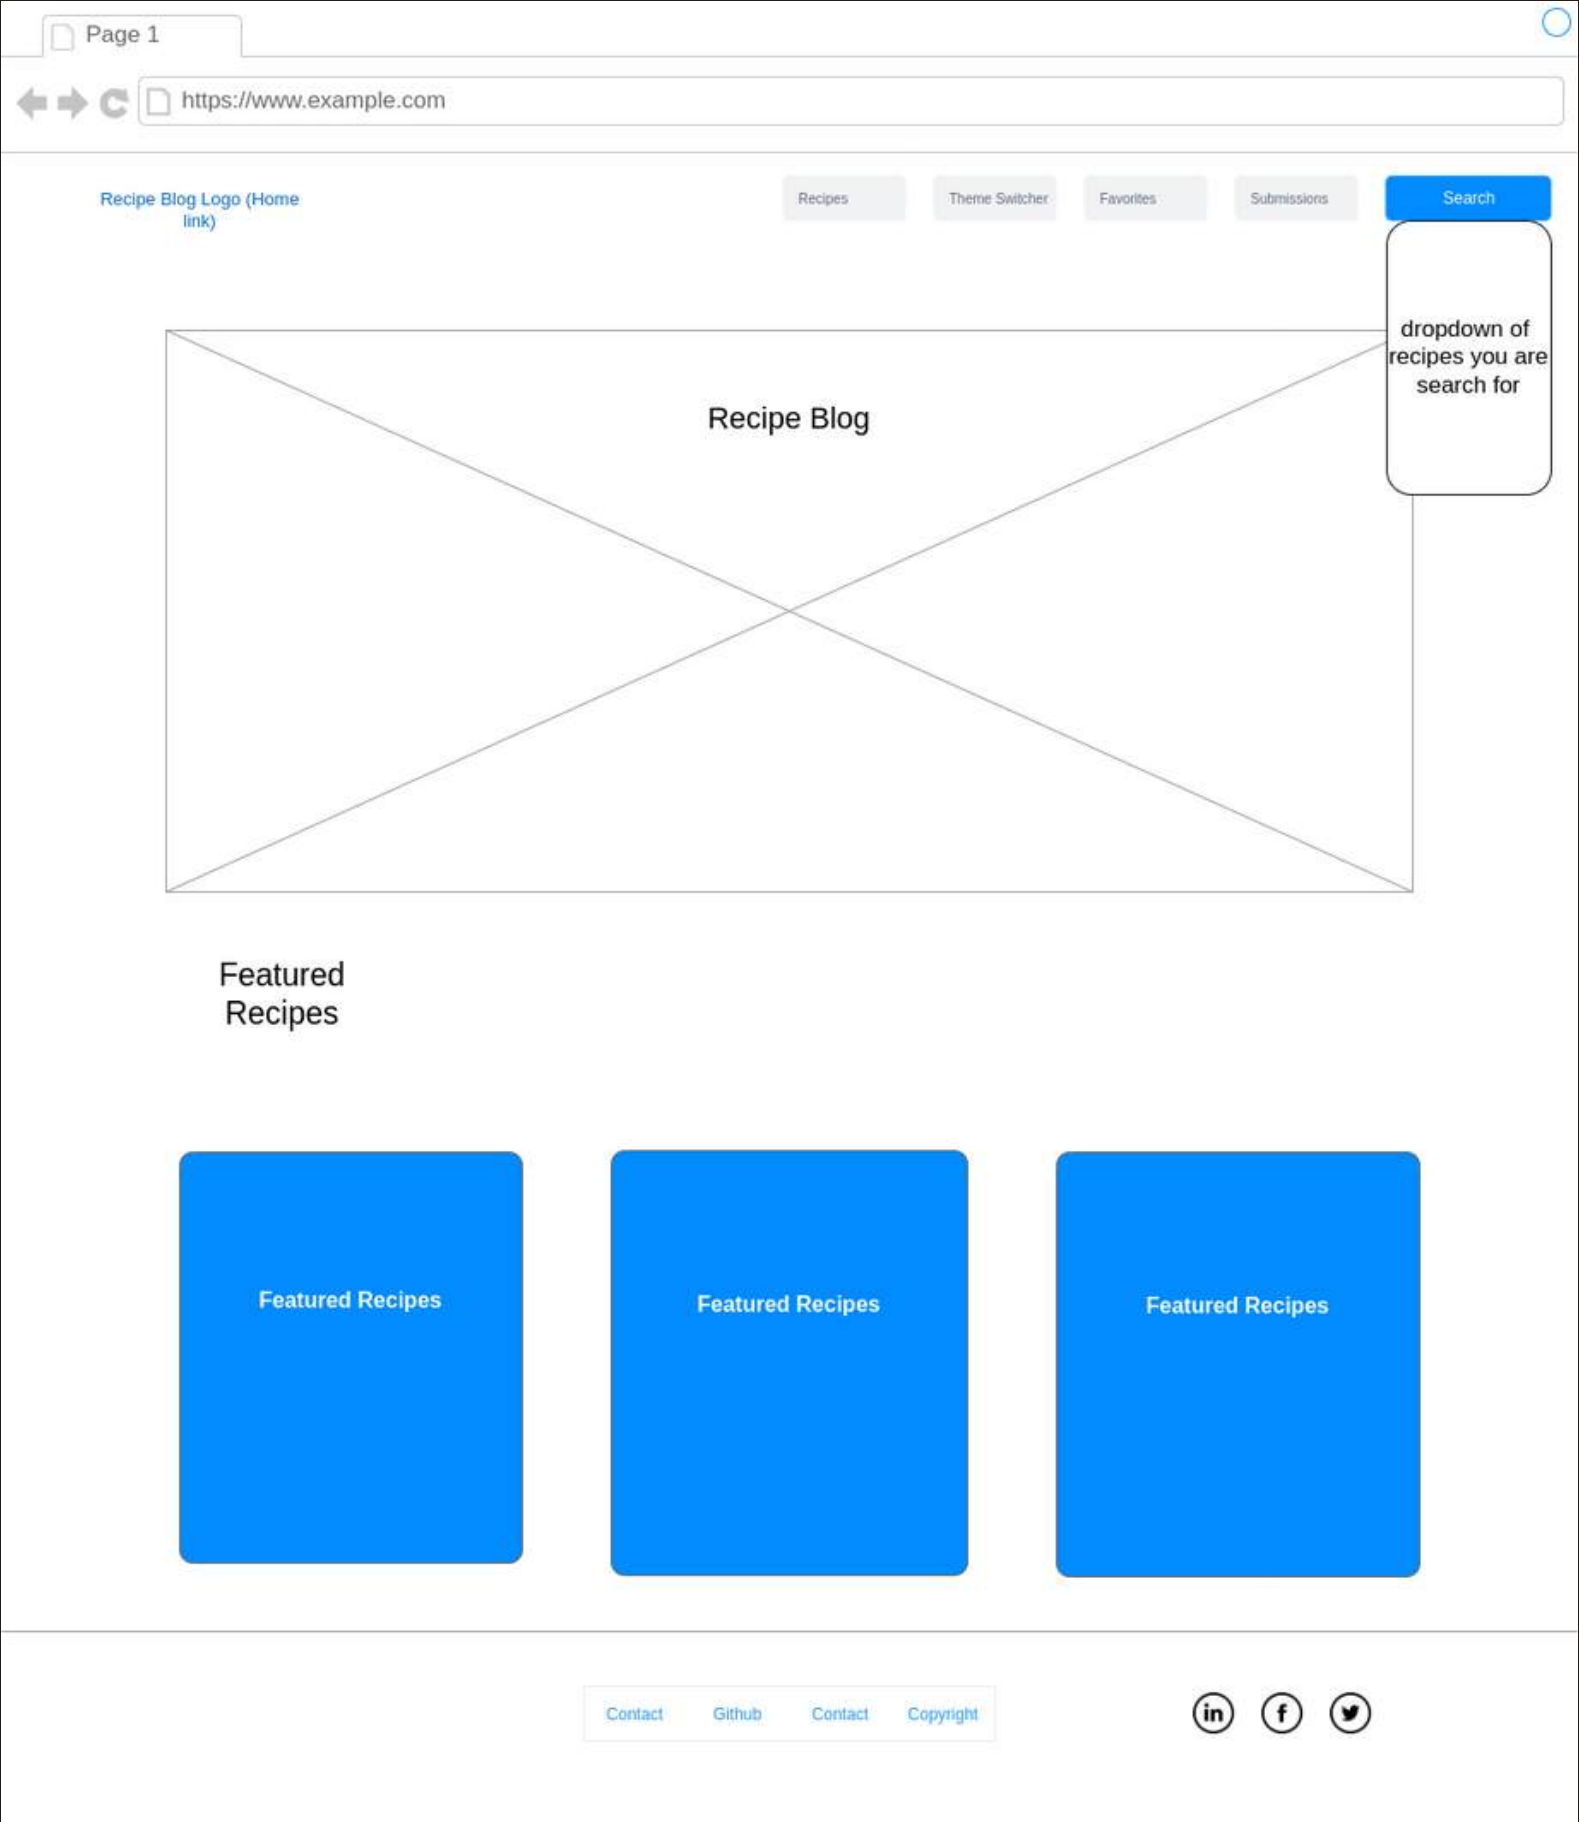 Page 1
https://www.example.com
Recipe Blog Logo (Home
link)
Recipes
Theme Switcher
Favorites
Submissions
Search
dropdown of
recipes you are
search for
Recipe Blog
Featured
Recipes
Featured Recipes
Featured Recipes
Featured Recipes
Contact
Github
Contact
Copyright
in
f